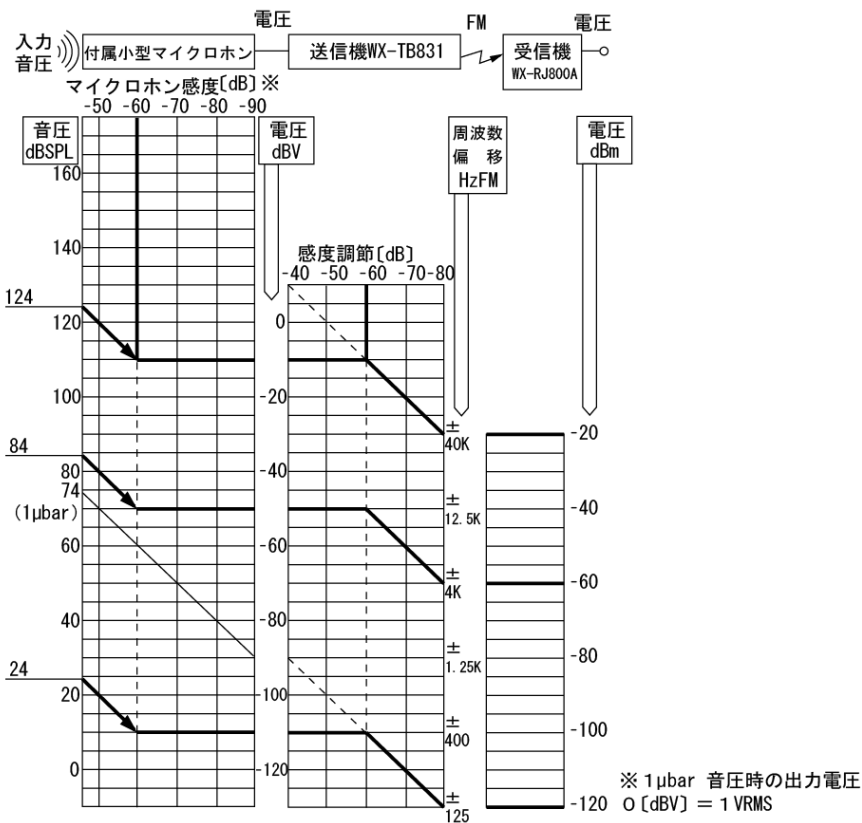 電圧
FM
電圧
入力
音圧
付属小型マイクロホン
送信機WX-TB831
受信機
WX-RJ800A
マイクロホン感度[dB]※
-50 -60 -70 -80 -90
音圧
dBSPL
電圧
dBV
周波数
偏 移
HzFM
電圧
dBm
160
140
感度調節[dB]
-40 -50 -60 -70 -80
124
120
0
100
-20
±
40K
-20
84
80
-40
74
(1μbar)
±
12.5K
-40
60
-60
±
4K
-60
40
-80
±
1.25K
-80
24
20
-100
±
400
-100
0
-120
±
125
-120
※1μbar 音圧時の出力電圧
0[dBV] = 1VRMS